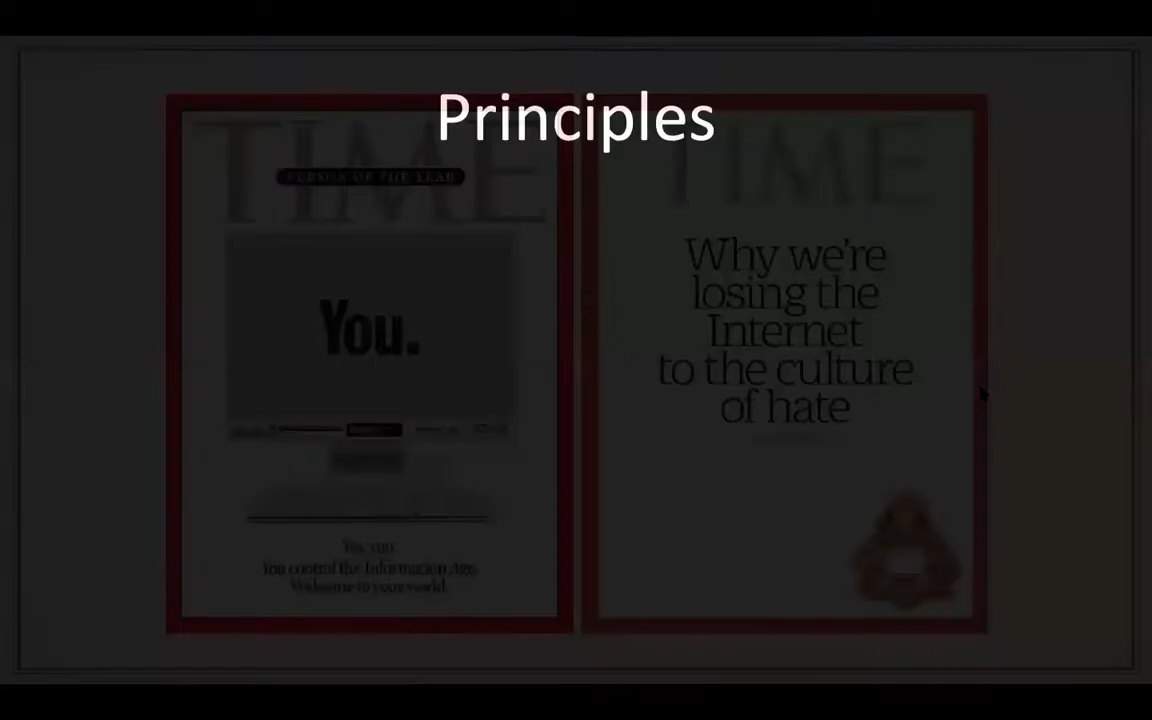 Principles
TIME
PERSON OF THE YEAR
You.
Yes, you.
You control the Information Age.
Welcome to your world.
TIME
Why we're
losing the
Internet
to the culture
of hate